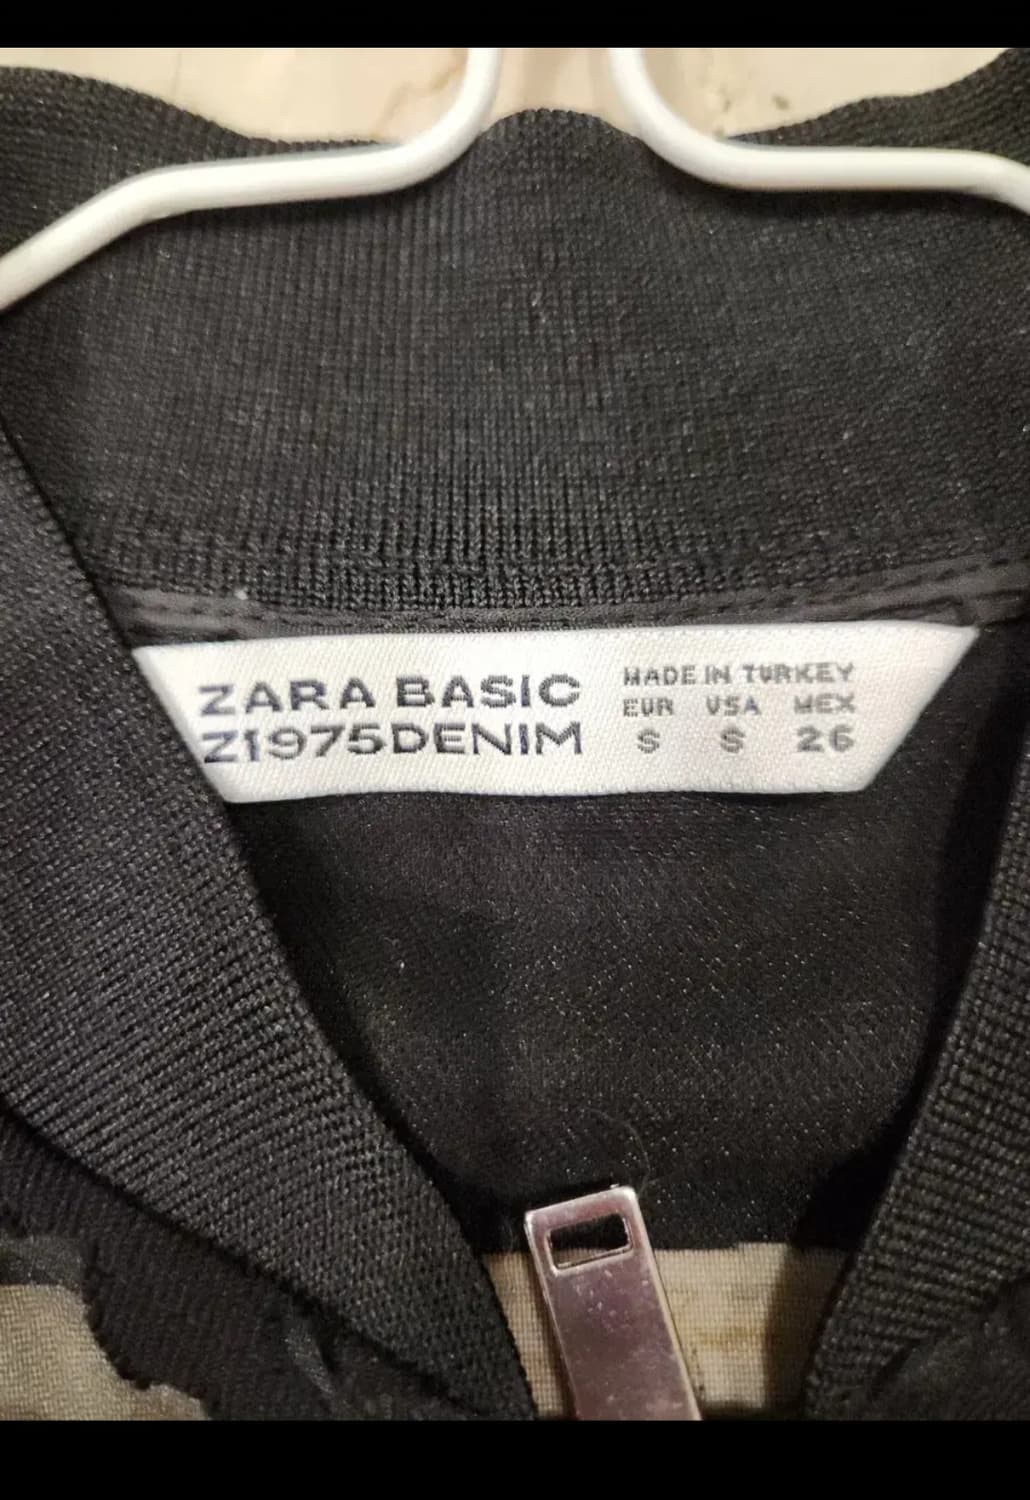 ZARA BASIC
Z1975DENIM
MADE IN TURKEY
EUR USA MEX
S S 26